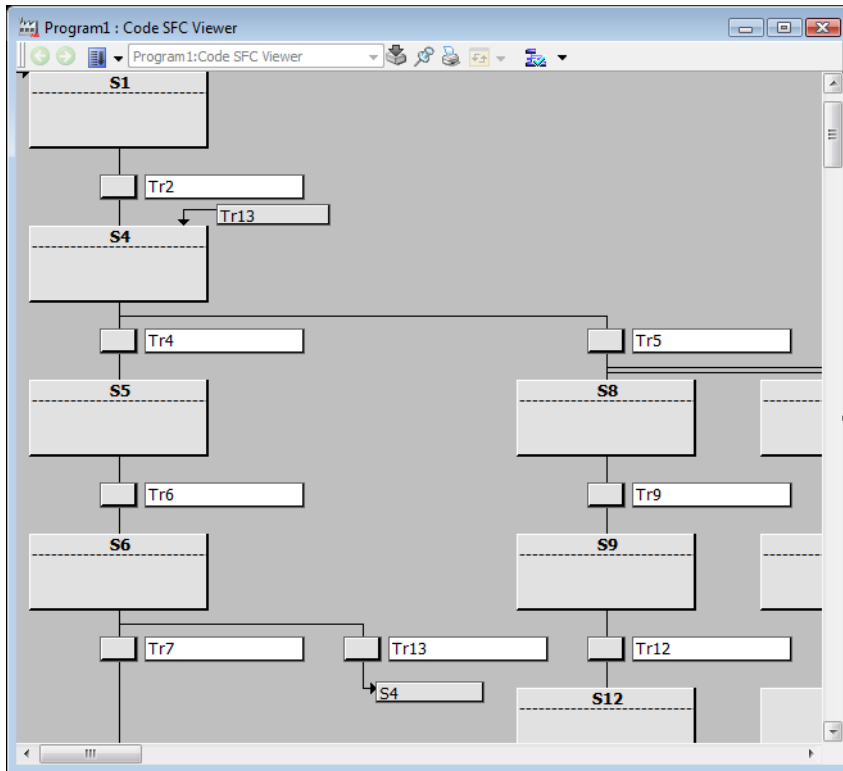 Program1 : Code SFC Viewer
Program1:Code SFC Viewer
S1
Tr2
Tr13
S4
Tr4
Tr5
S5
S8
Tr6
Tr9
S6
S9
Tr7
Tr13
Tr12
S4
S12